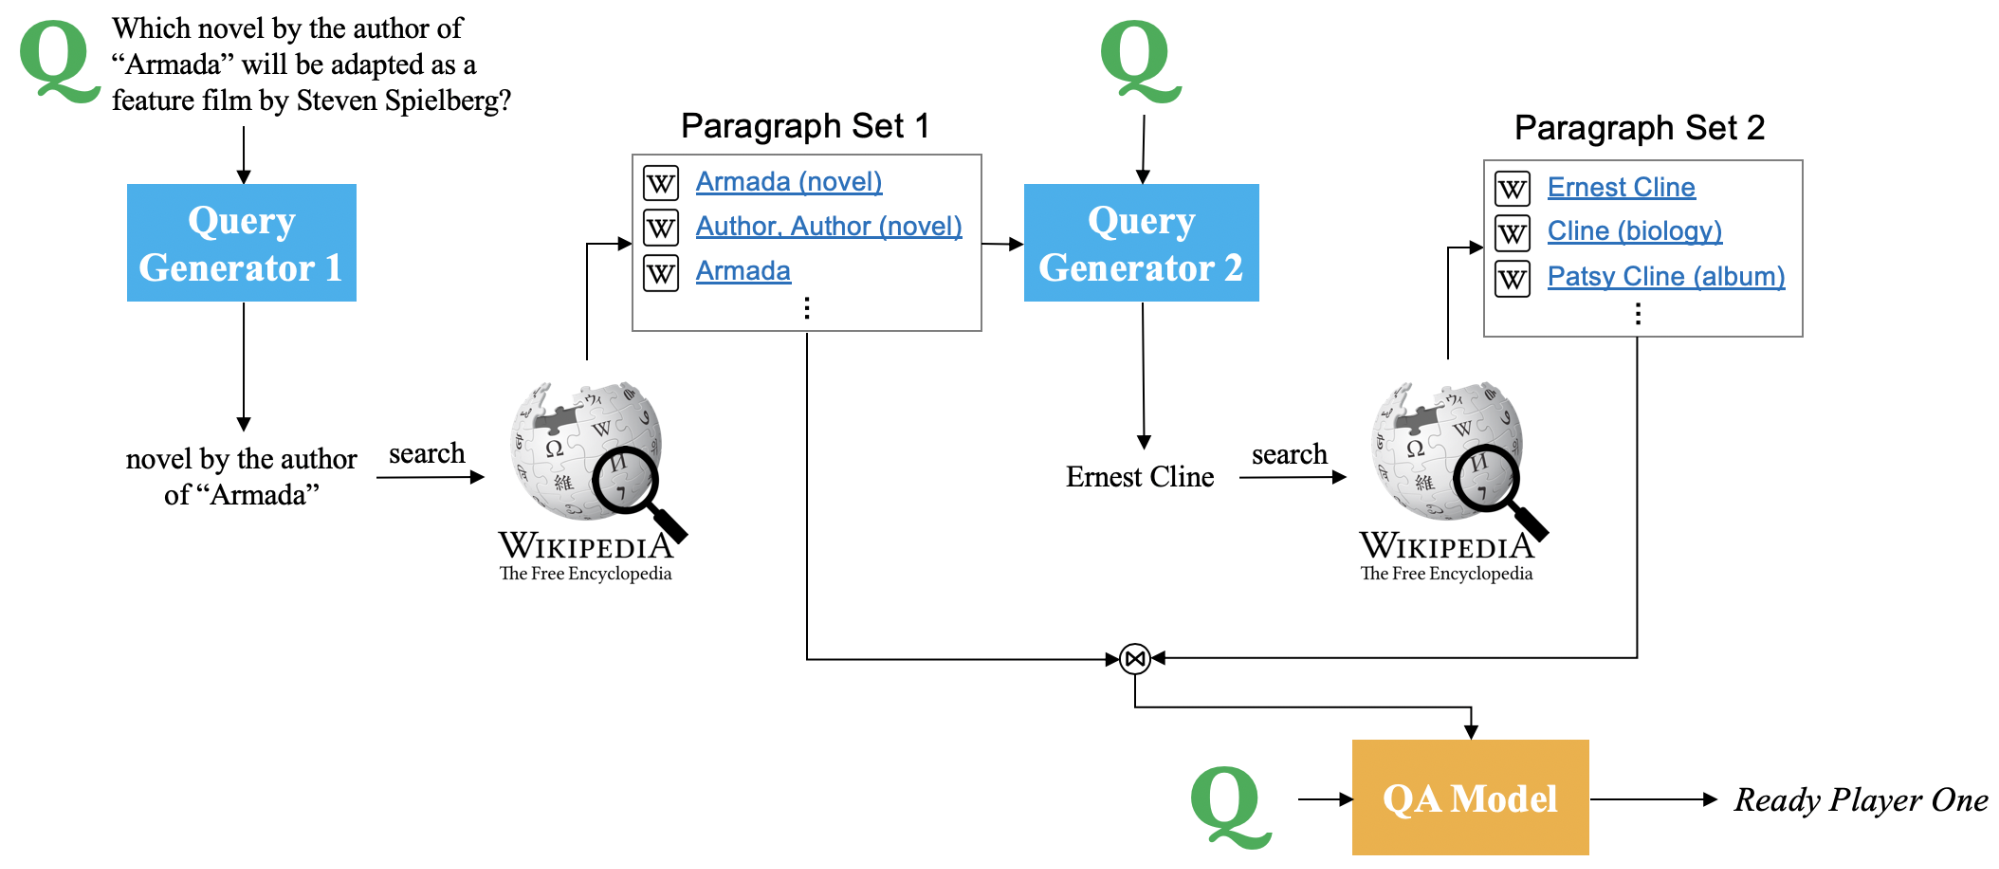 Q
Which novel by the author of
“Armada” will be adapted as a
feature film by Steven Spielberg?
Query
Generator 1
novel by the author
of “Armada”
search
WIKIPEDIA
The Free Encyclopedia
Paragraph Set 1
W Armada (novel)
W Author, Author (novel)
W Armada
⋮
Q
Query
Generator 2
Ernest Cline
search
WIKIPEDIA
The Free Encyclopedia
Paragraph Set 2
W Ernest Cline
W Cline (biology)
W Patsy Cline (album)
⋮
Q
QA Model
Ready Player One